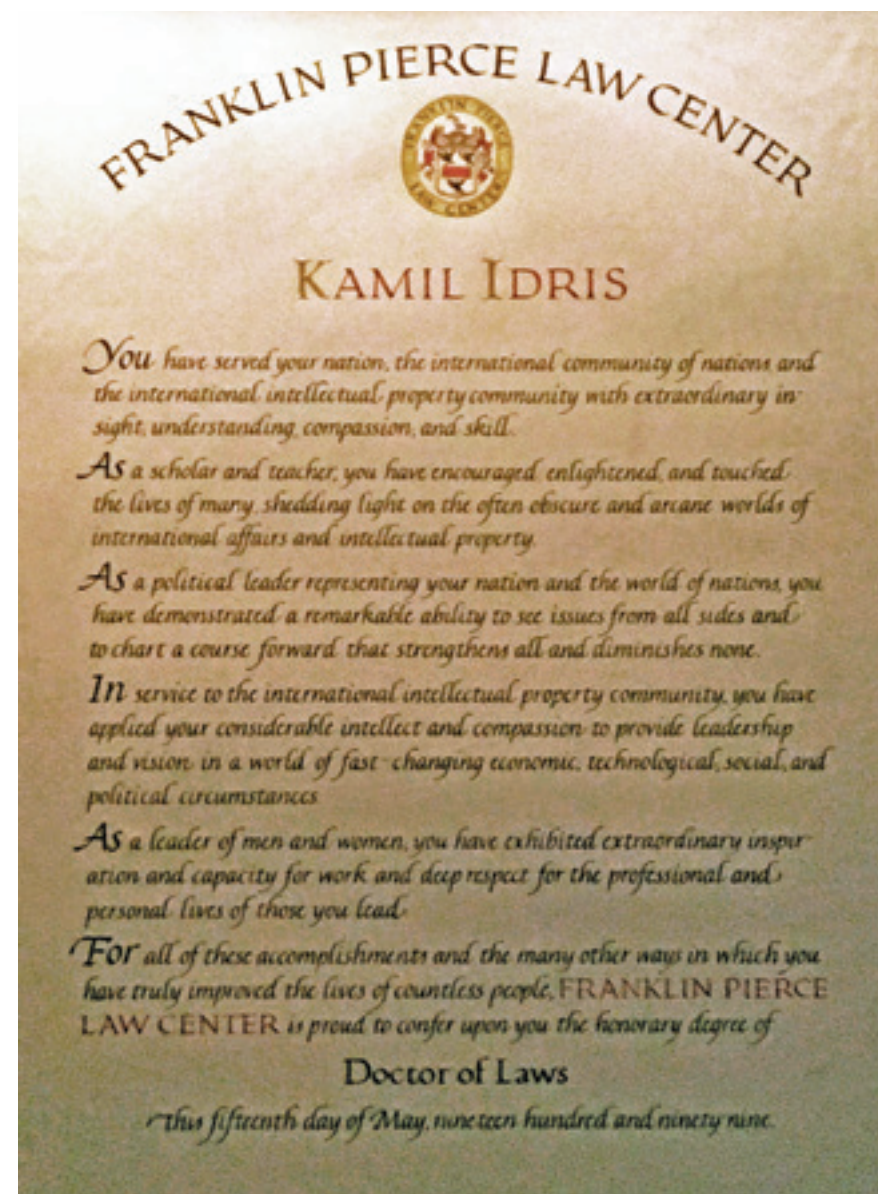 FRANKLIN PIERCE LAW CENTER
FRANKLIN PIERCE
LAW CENTER
KAMIL IDRIS
You have served your nation, the international community of nations and
the international intellectual property community with extraordinary in-
sight, understanding, compassion, and skill.
As a scholar and teacher, you have encouraged, enlightened, and touched
the lives of many, shedding light on the often obscure and arcane worlds of
international affairs and intellectual property.
As a political leader representing your nation and the world of nations, you
have demonstrated a remarkable ability to see issues from all sides and
to chart a course forward that strengthens all and diminishes none.
In service to the international intellectual property community, you have
applied your considerable intellect and compassion to provide leadership
and vision in a world of fast-changing economic, technological, social, and
political circumstances.
As a leader of men and women, you have exhibited extraordinary inspir-
ation and capacity for work and deep respect for the professional and
personal lives of those you lead.
For all of these accomplishments and the many other ways in which you
have truly improved the lives of countless people, FRANKLIN PIERCE
LAW CENTER is proud to confer upon you the honorary degree of
Doctor of Laws
this fifteenth day of May, nineteen hundred and ninety-nine.